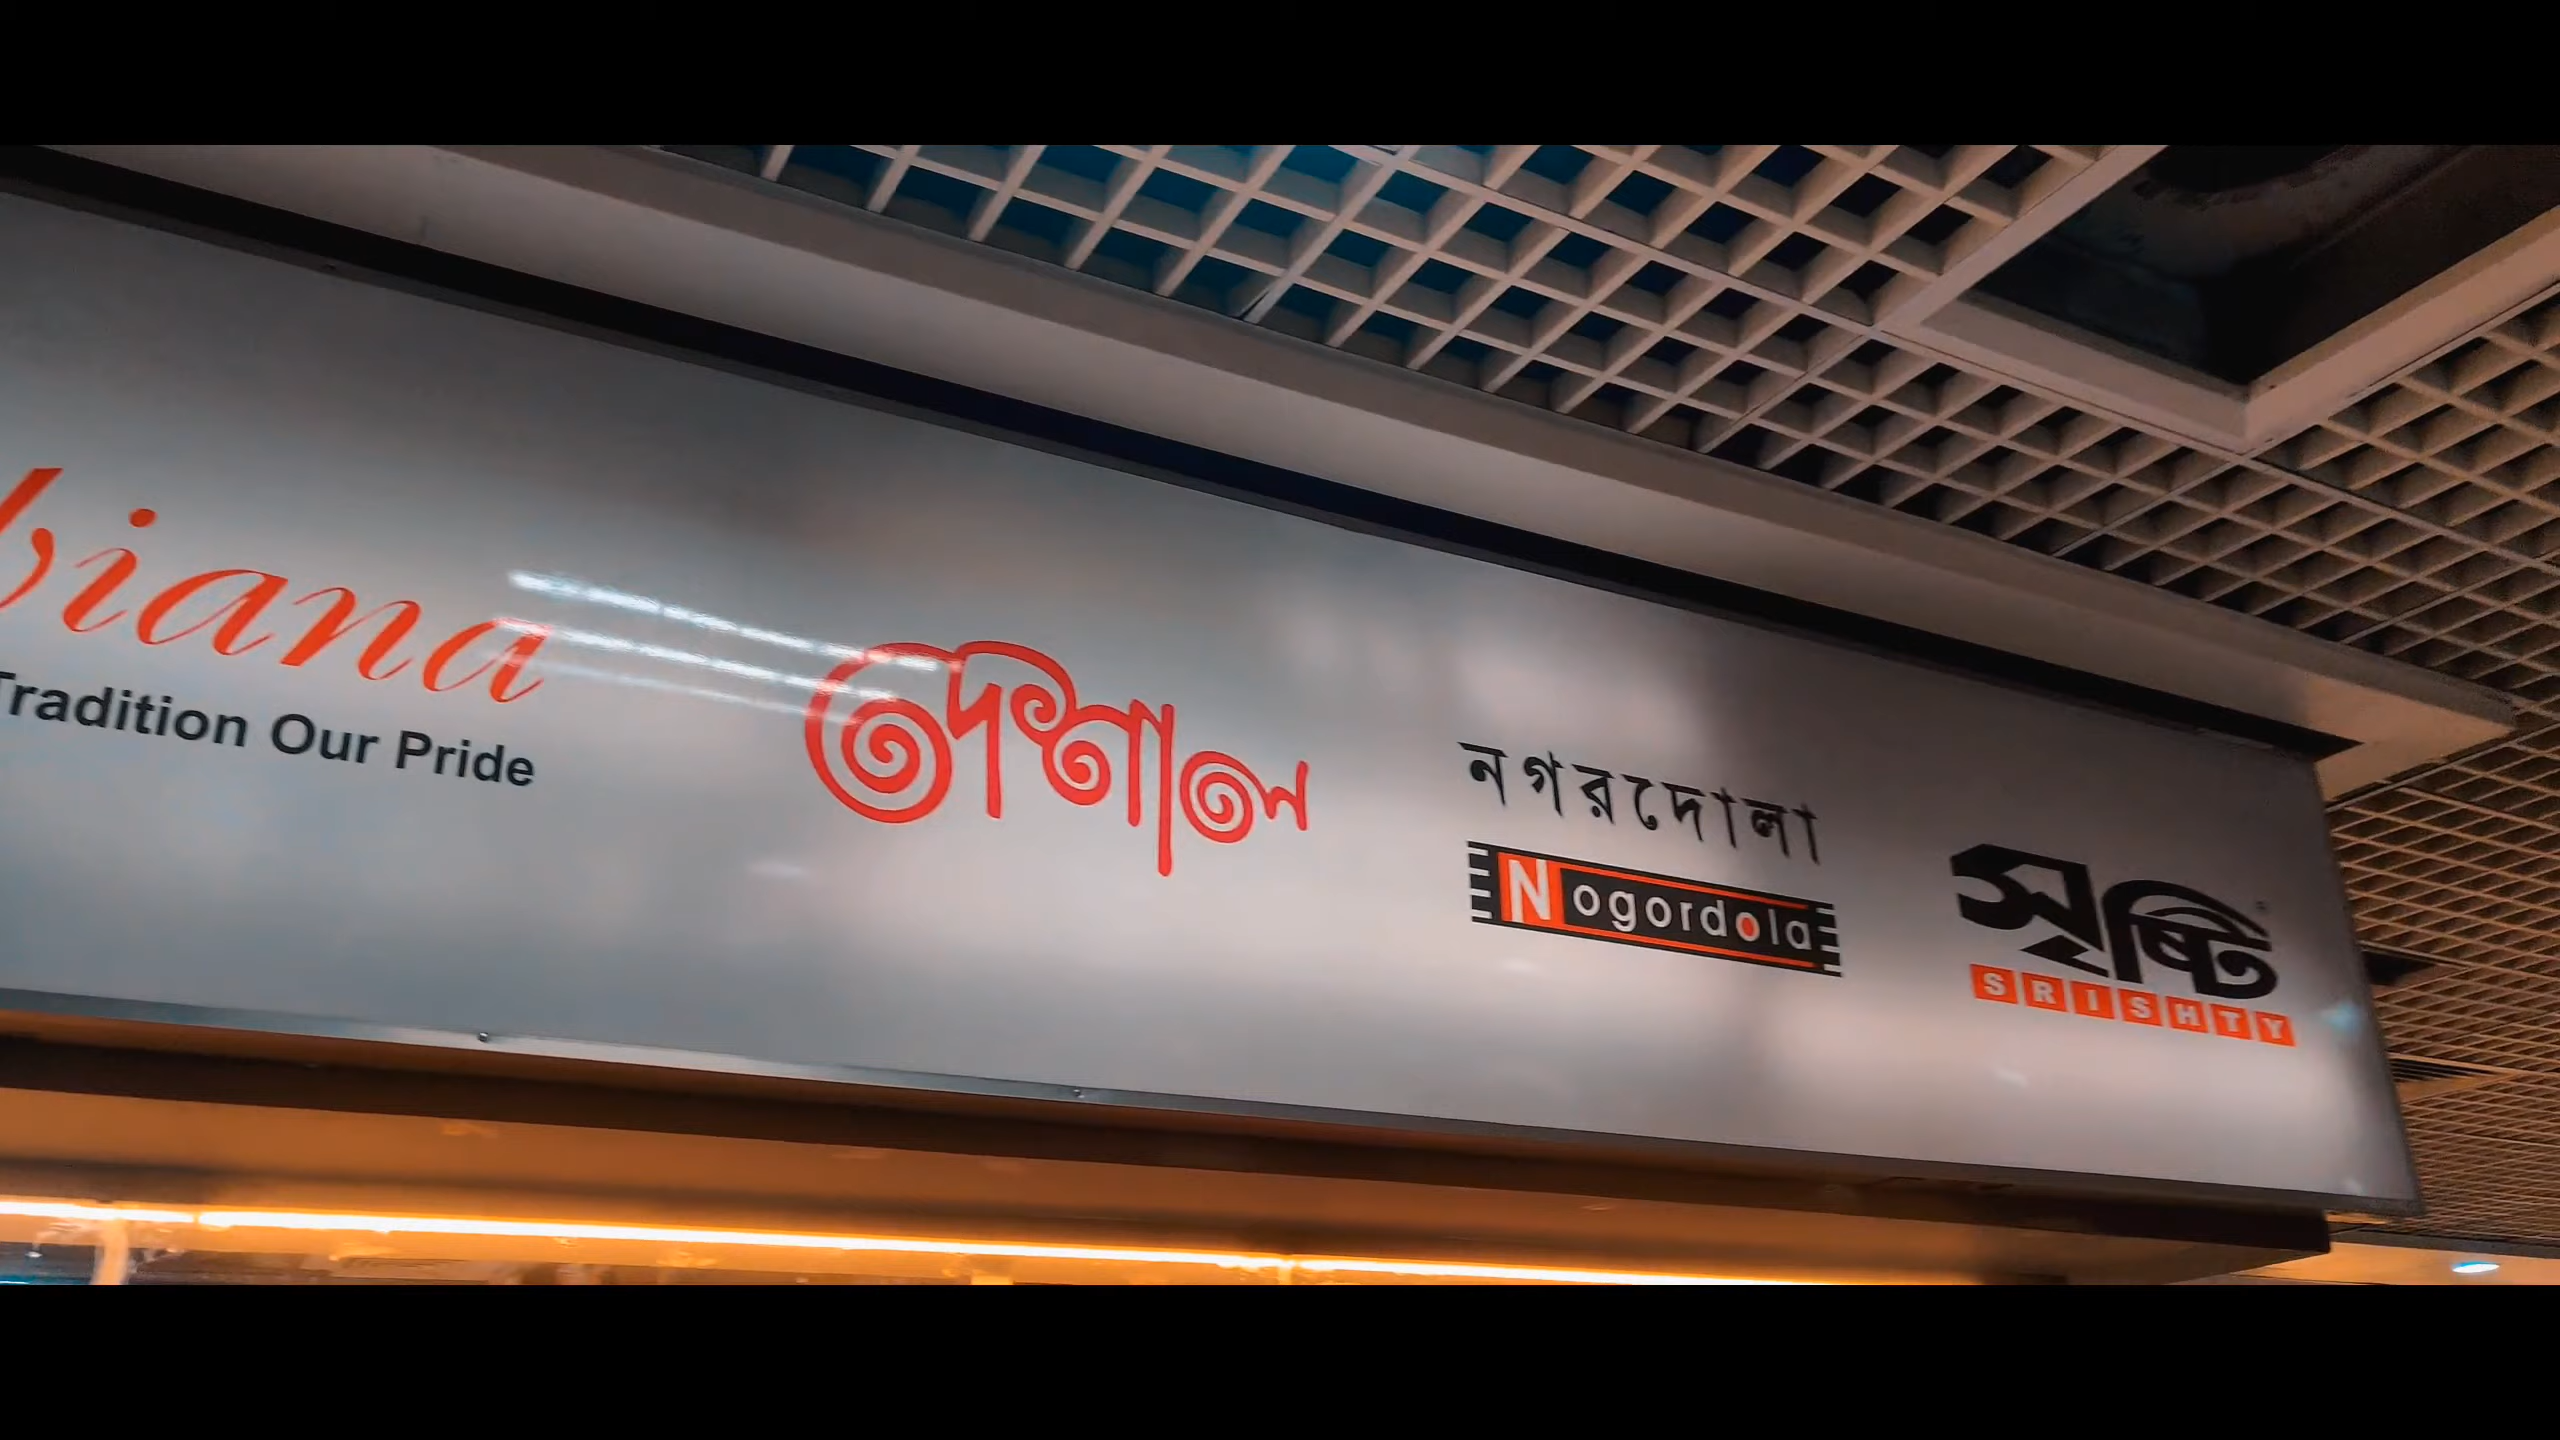 biana
Tradition Our Pride
দেশাল
নগরদোলা
Nogordola
সৃষ্টি
SRISHTY